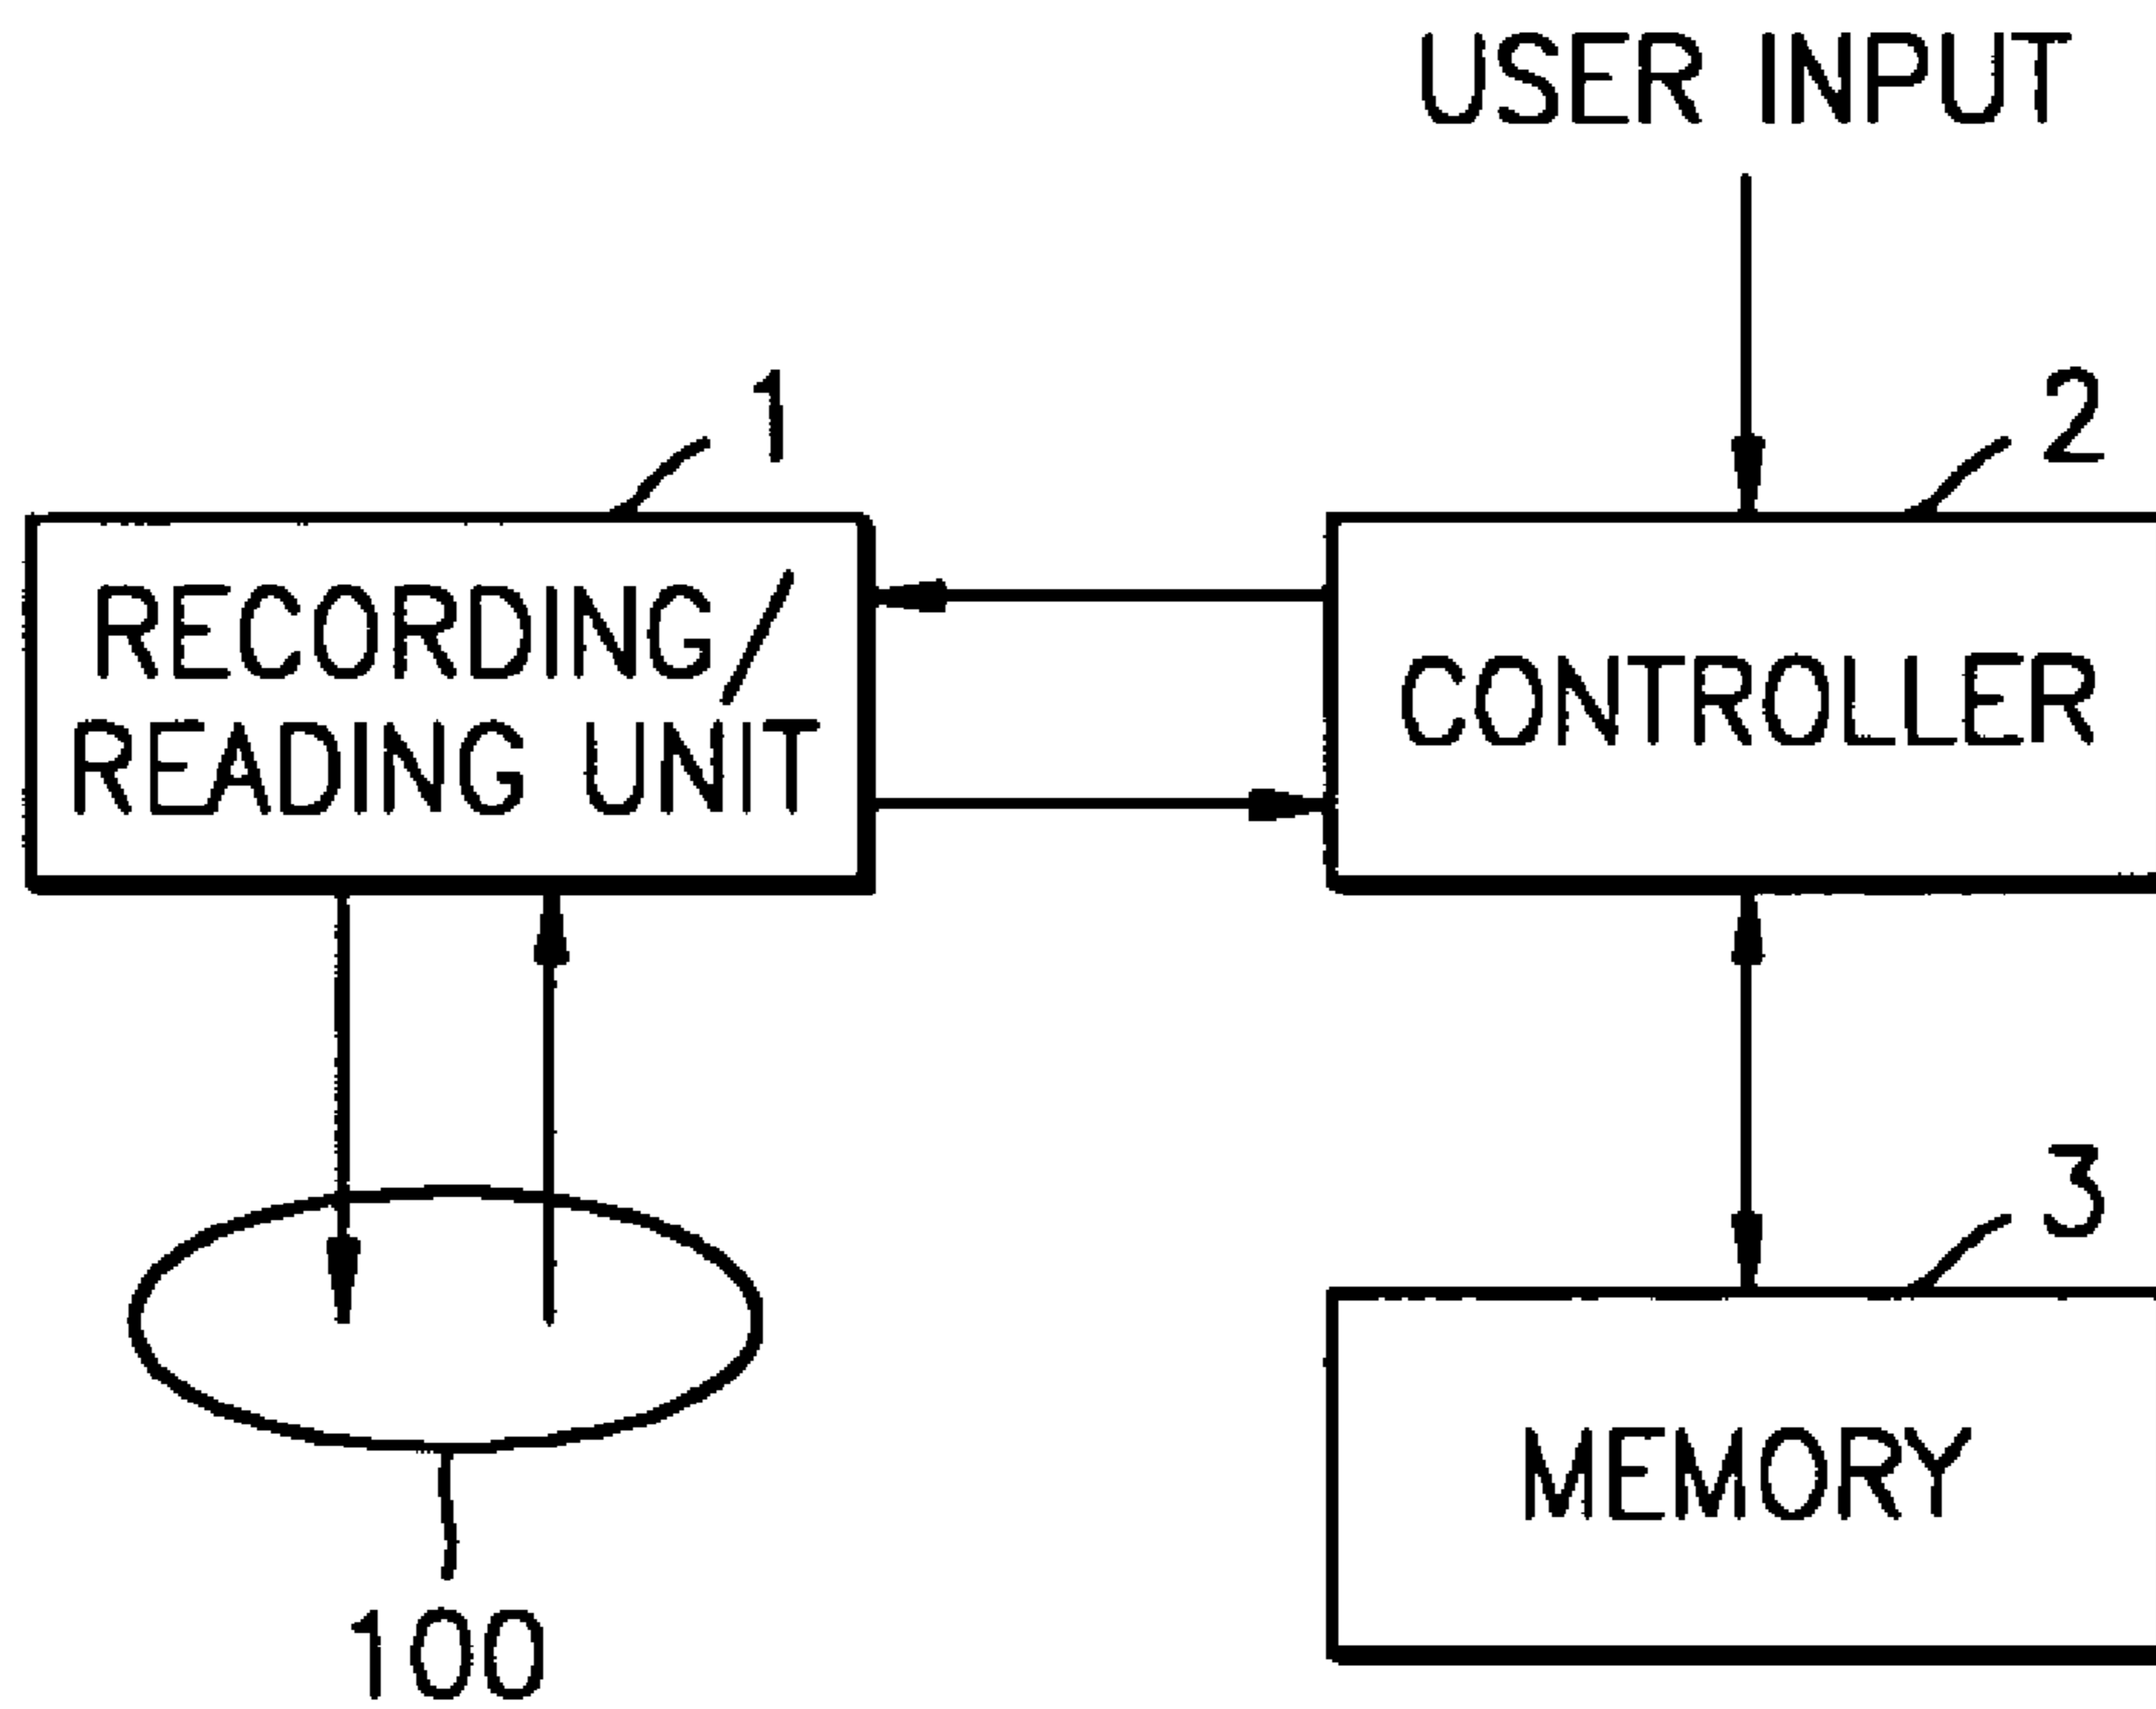 USER INPUT
1
2
RECORDING/
READING UNIT
CONTROLLER
3
MEMORY
100